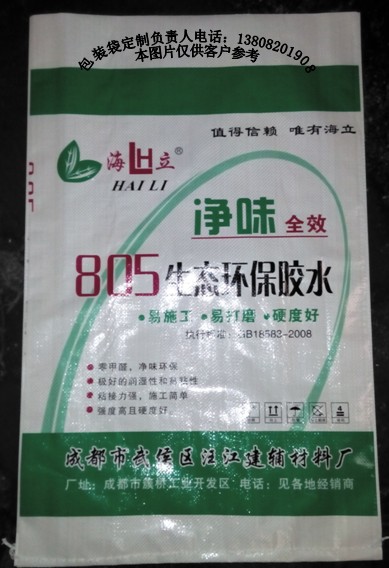 包装袋定制负责人电话：13808201908
本图片仅供客户参考
值得信赖 唯有海立
海LH立®
HAI LI
净味 全效
805生态环保胶水
·易施工 ·易打磨 ·硬度好
执行标准：GB18583-2008
零甲醛，净味环保
极好的润湿性和粘粘性
粘接力强，施工简单
强度高且硬度好
成都市武侯区汪江建辅材料厂
厂址：成都市簇桥工业开发区 电话：见各地经销商